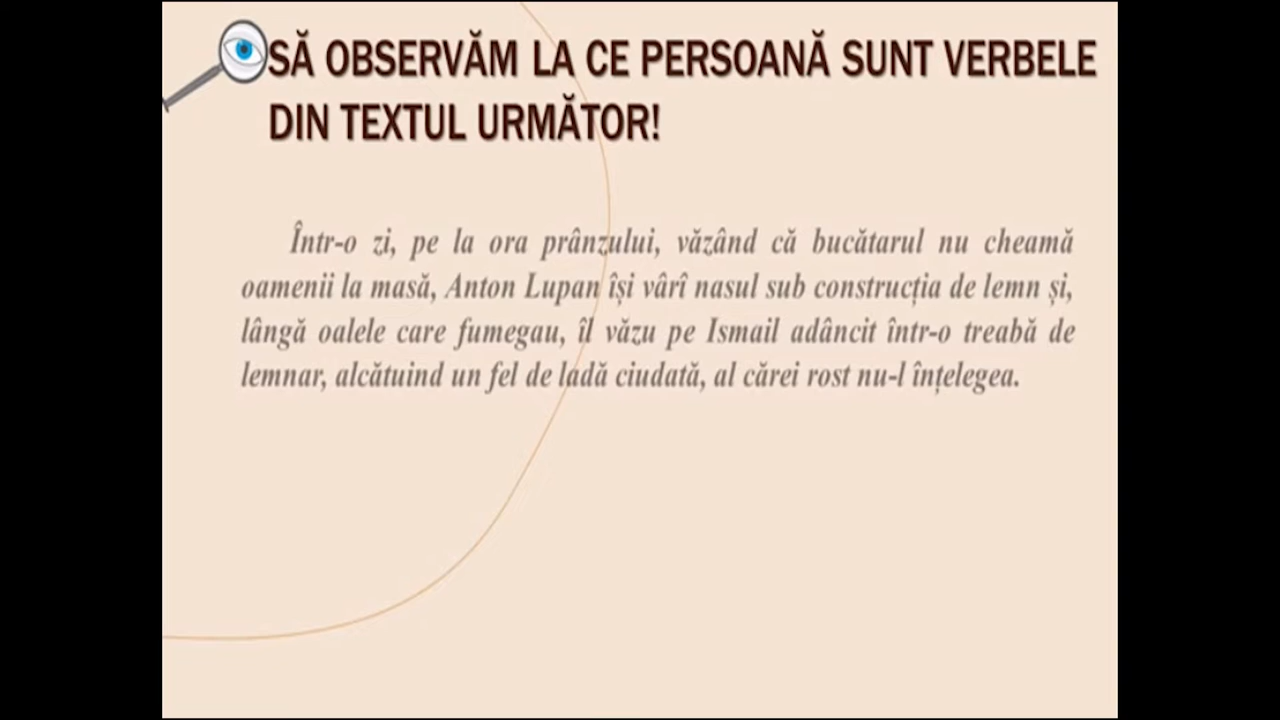 SĂ OBSERVĂM LA CE PERSOANĂ SUNT VERBELE
DIN TEXTUL URMĂTOR!
Într-o zi, pe la ora prânzului, văzând că bucătarul nu cheamă
oamenii la masă, Anton Lupan își vârî nasul sub construcția de lemn și,
lângă oalele care fumegau, îl văzu pe Ismail adâncit într-o treabă de
lemnar, alcătuind un fel de ladă ciudată, al cărei rost nu-l înțelegea.